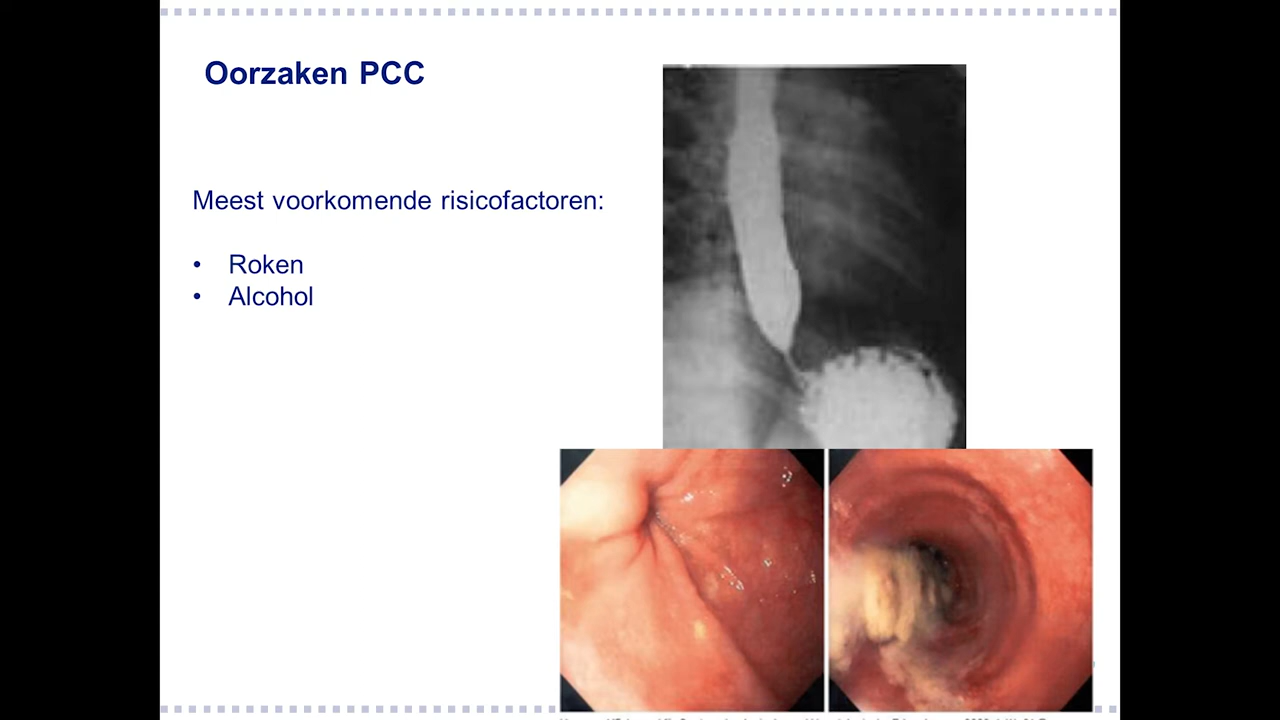 Oorzaken PCC
Meest voorkomende risicofactoren:
• Roken
• Alcohol